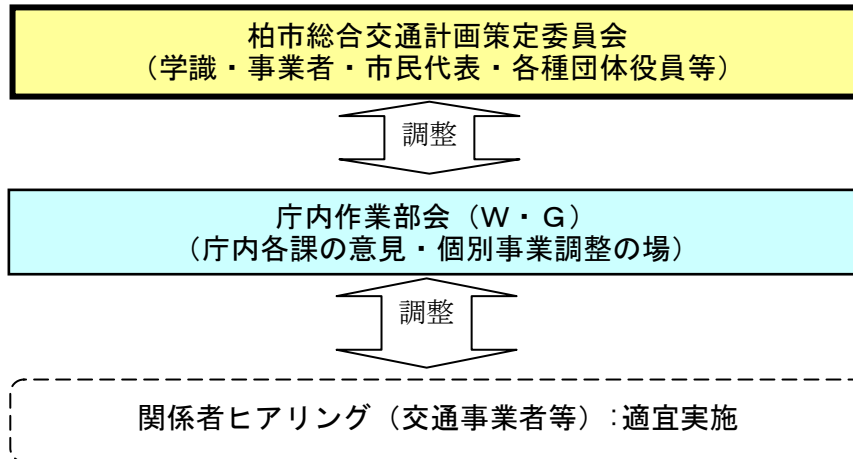 柏市総合交通計画策定委員会
（学識・事業者・市民代表・各種団体役員等）
調整
庁内作業部会（Ｗ・Ｇ）
（庁内各課の意見・個別事業調整の場）
調整
関係者ヒアリング（交通事業者等）：適宜実施